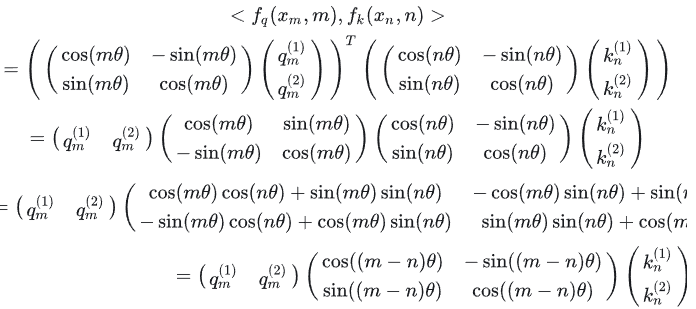 < f_q(x_m, m), f_k(x_n, n) >
= ( ( cos(mθ) − sin(mθ) ; sin(mθ) cos(mθ) ) ( q_m^(1) ; q_m^(2) ) )^T ( ( cos(nθ) − sin(nθ) ; sin(nθ) cos(nθ) ) ( k_n^(1) ; k_n^(2) ) )
= ( q_m^(1) q_m^(2) ) ( cos(mθ) sin(mθ) ; − sin(mθ) cos(mθ) ) ( cos(nθ) − sin(nθ) ; sin(nθ) cos(nθ) ) ( k_n^(1) ; k_n^(2) )
= ( q_m^(1) q_m^(2) ) ( cos(mθ) cos(nθ) + sin(mθ) sin(nθ) − cos(mθ) sin(nθ) + sin( ; − sin(mθ) cos(nθ) + cos(mθ) sin(nθ) sin(mθ) sin(nθ) + cos(m
= ( q_m^(1) q_m^(2) ) ( cos((m − n)θ) − sin((m − n)θ) ; sin((m − n)θ) cos((m − n)θ) ) ( k_n^(1) ; k_n^(2)